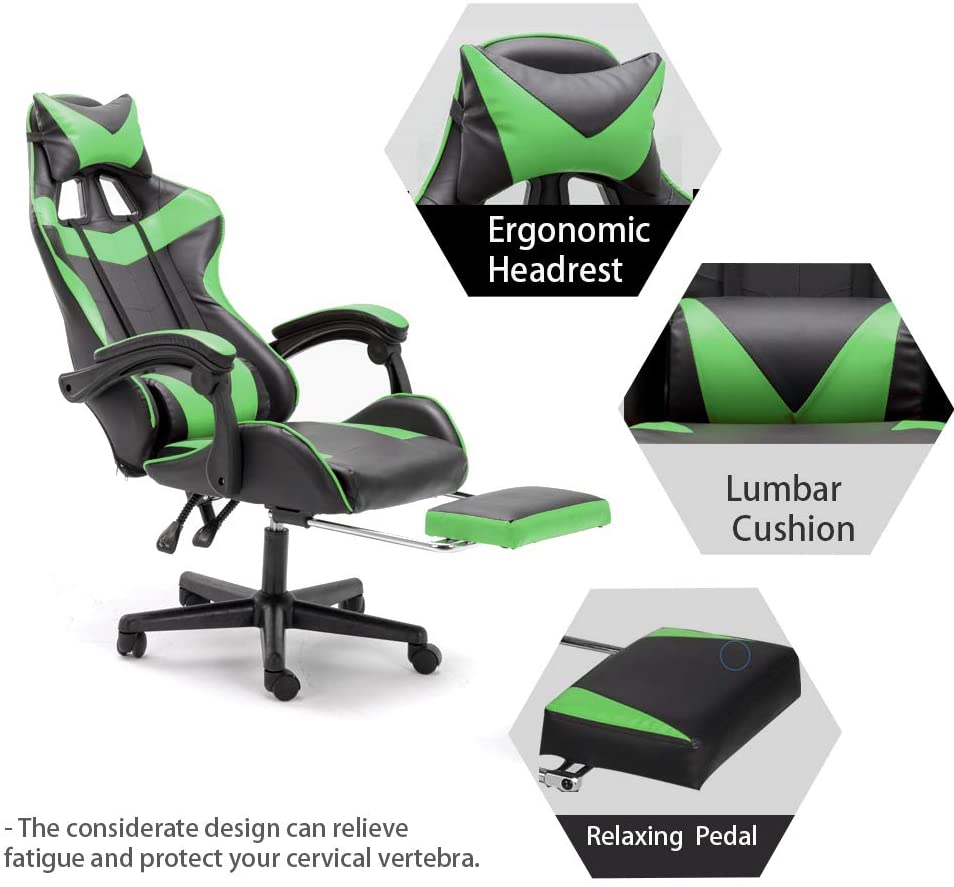 Ergonomic
Headrest
Lumbar
Cushion
Relaxing Pedal
- The considerate design can relieve
fatigue and protect your cervical vertebra.